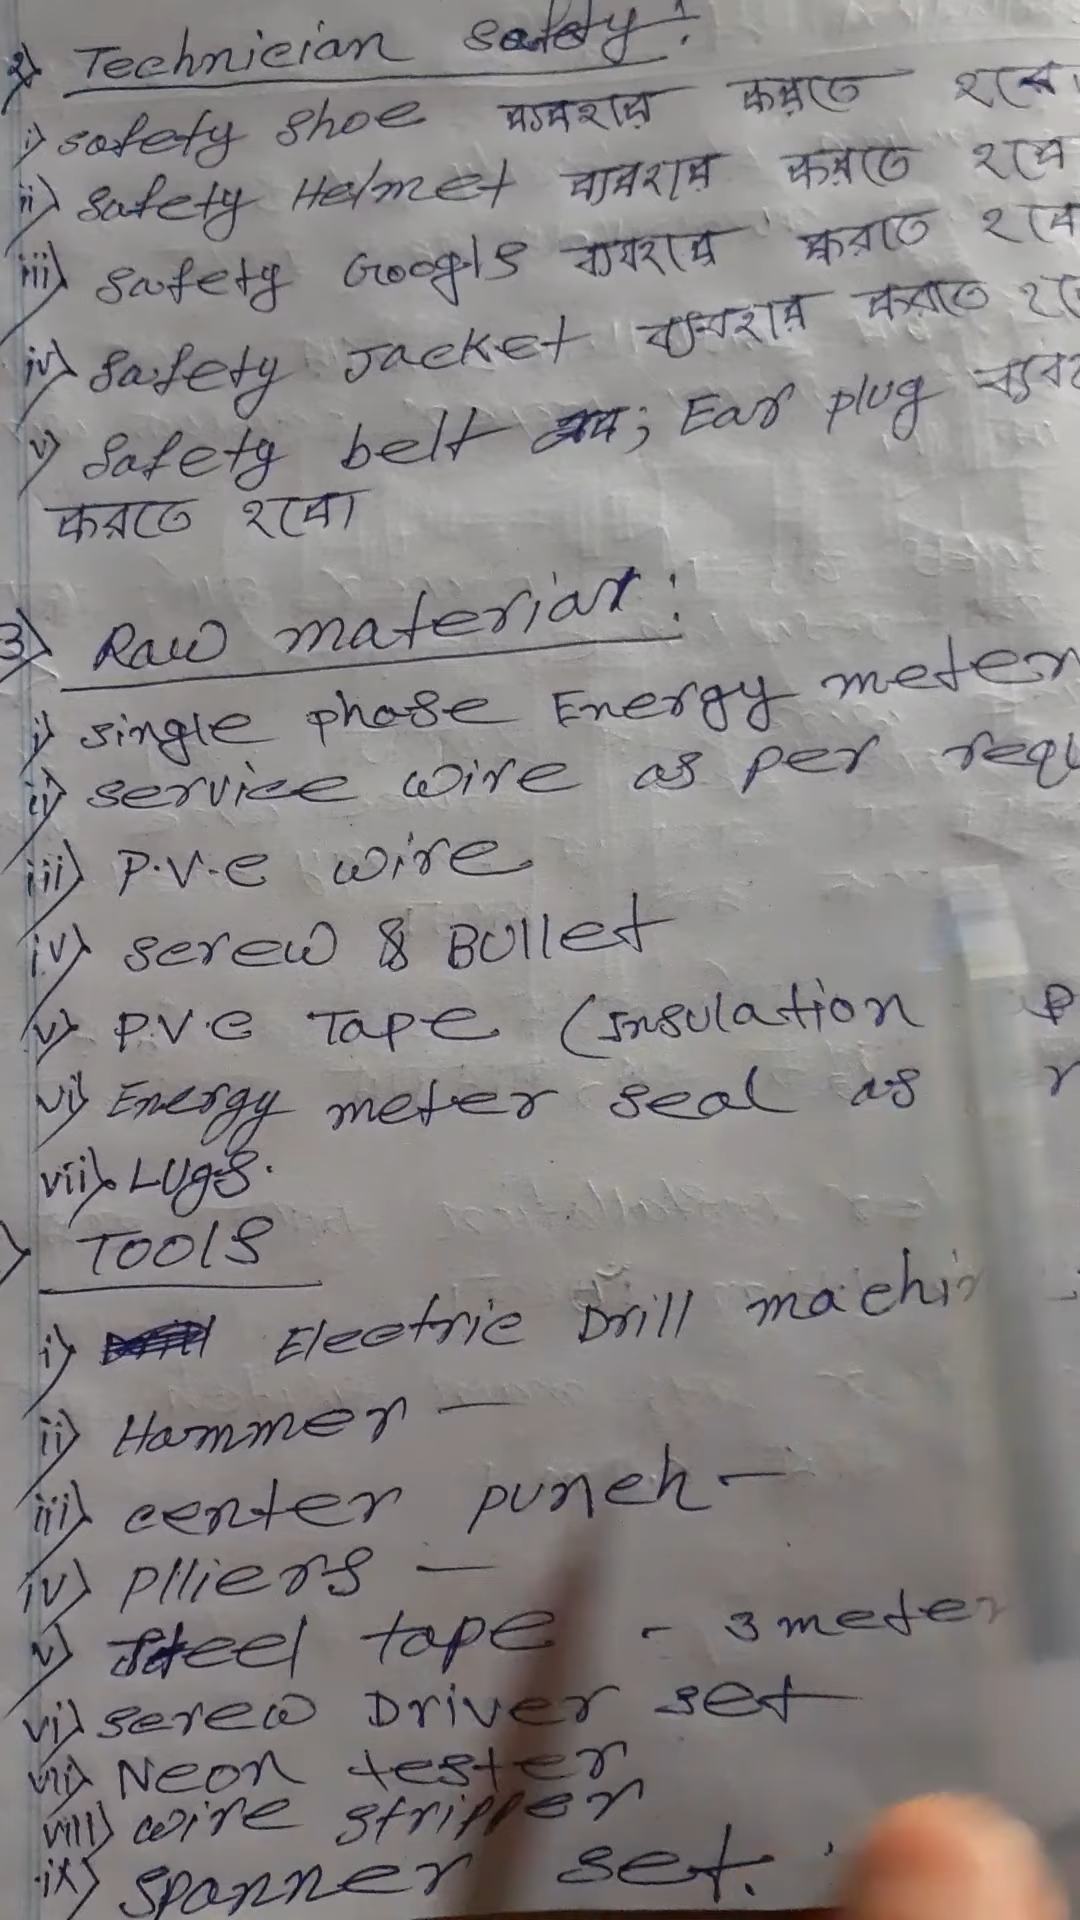 2) Technician safety:
i) safety shoe ব্যবহার করতে হবে।
ii) safety Helmet ব্যবহার করতে হবে
iii) safety Googls ব্যবহার করতে হবে
iv) safety Jacket ব্যবহার করতে
v) safety belt ; Ear plug
করতে হবে।
3) Raw material:
i) single phase Energy meter
ii) service wire as per
iii) P.V.C wire
iv) screw & Bullet
v) P.V.C Tape (Insulation
vi) Energy meter seal as
vii) Lugs.
Tools
i) Electric Drill machin
ii) Hammer —
iii) center punch —
iv) plliers —
v) steel tape - 3 meter
vi) screw Driver set
vii) Neon tester
viii) wire stripper
ix) spanner set.